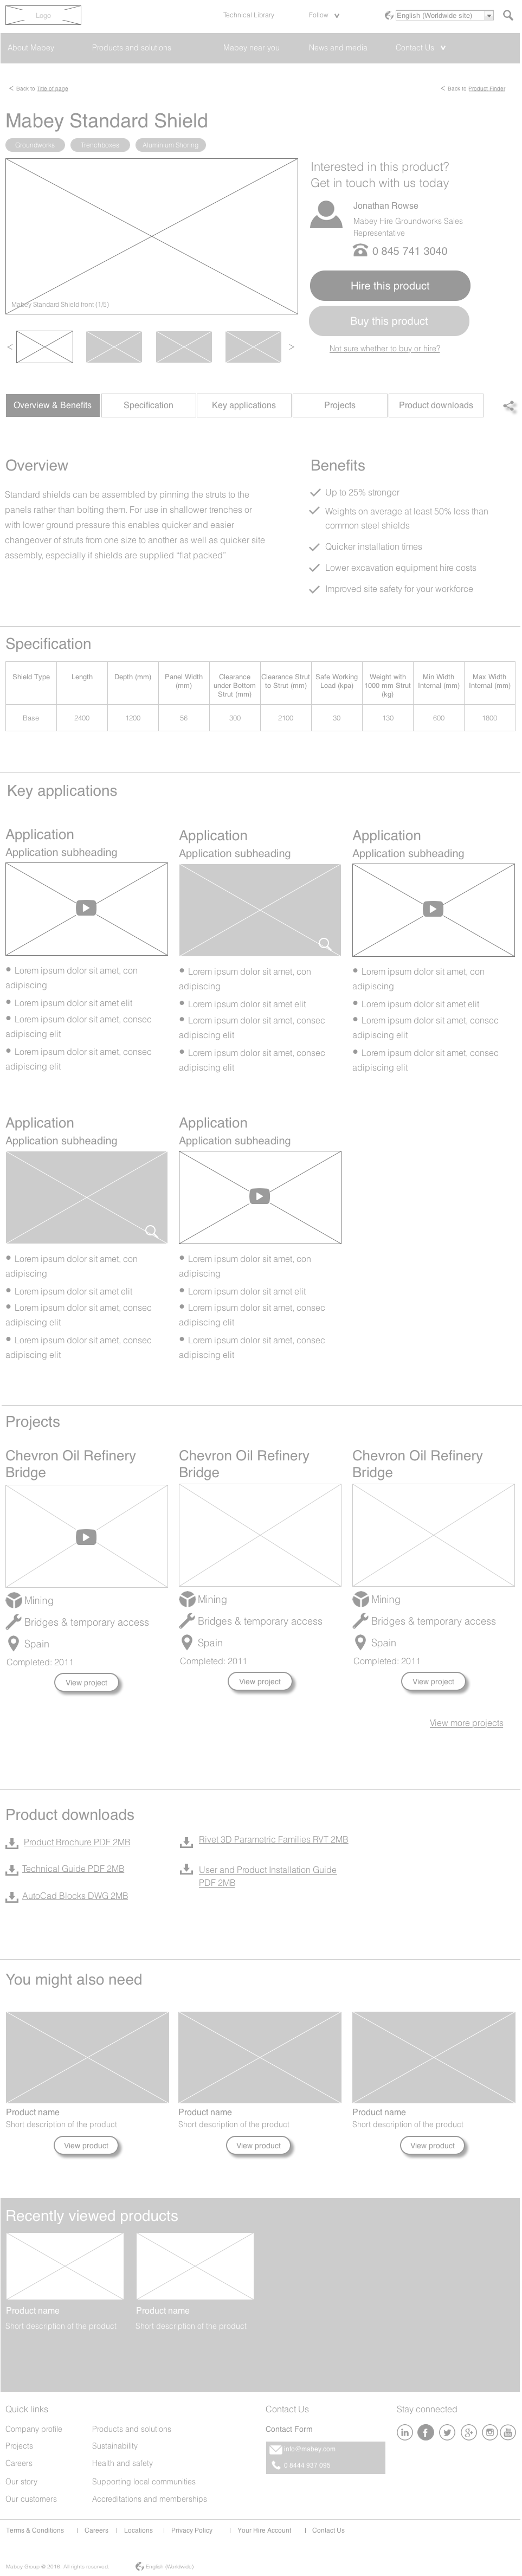 Logo
Technical Library
Follow
English (Worldwide site)
About Mabey
Products and solutions
Mabey near you
News and media
Contact Us
< Back to Title of page
< Back to Product Finder
Mabey Standard Shield
Groundworks
Trenchboxes
Aluminium Shoring
Mabey Standard Shield front (1/5)
<
>
Interested in this product?
Get in touch with us today
Jonathan Rowse
Mabey Hire Groundworks Sales
Representative
0 845 741 3040
Hire this product
Buy this product
Not sure whether to buy or hire?
Overview & Benefits
Specification
Key applications
Projects
Product downloads
Overview
Standard shields can be assembled by pinning the struts to the
panels rather than bolting them. For use in shallower trenches or
with lower ground pressure this enables quicker and easier
changeover of struts from one size to another as well as quicker site
assembly, especially if shields are supplied “flat packed”
Benefits
Up to 25% stronger
Weights on average at least 50% less than
common steel shields
Quicker installation times
Lower excavation equipment hire costs
Improved site safety for your workforce
Specification
Shield Type
Length
Depth (mm)
Panel Width
(mm)
Clearance
under Bottom
Strut (mm)
Clearance Strut
to Strut (mm)
Safe Working
Load (kpa)
Weight with
1000 mm Strut
(kg)
Min Width
Internal (mm)
Max Width
Internal (mm)
Base
2400
1200
56
300
2100
30
130
600
1800
Key applications
Application
Application subheading
• Lorem ipsum dolor sit amet, con
adipiscing
• Lorem ipsum dolor sit amet elit
• Lorem ipsum dolor sit amet, consec
adipiscing elit
• Lorem ipsum dolor sit amet, consec
adipiscing elit
Application
Application subheading
• Lorem ipsum dolor sit amet, con
adipiscing
• Lorem ipsum dolor sit amet elit
• Lorem ipsum dolor sit amet, consec
adipiscing elit
• Lorem ipsum dolor sit amet, consec
adipiscing elit
Application
Application subheading
• Lorem ipsum dolor sit amet, con
adipiscing
• Lorem ipsum dolor sit amet elit
• Lorem ipsum dolor sit amet, consec
adipiscing elit
• Lorem ipsum dolor sit amet, consec
adipiscing elit
Application
Application subheading
• Lorem ipsum dolor sit amet, con
adipiscing
• Lorem ipsum dolor sit amet elit
• Lorem ipsum dolor sit amet, consec
adipiscing elit
• Lorem ipsum dolor sit amet, consec
adipiscing elit
Application
Application subheading
• Lorem ipsum dolor sit amet, con
adipiscing
• Lorem ipsum dolor sit amet elit
• Lorem ipsum dolor sit amet, consec
adipiscing elit
• Lorem ipsum dolor sit amet, consec
adipiscing elit
Projects
Chevron Oil Refinery
Bridge
Mining
Bridges & temporary access
Spain
Completed: 2011
View project
Chevron Oil Refinery
Bridge
Mining
Bridges & temporary access
Spain
Completed: 2011
View project
Chevron Oil Refinery
Bridge
Mining
Bridges & temporary access
Spain
Completed: 2011
View project
View more projects
Product downloads
Product Brochure PDF 2MB
Technical Guide PDF 2MB
AutoCad Blocks DWG 2MB
Rivet 3D Parametric Families RVT 2MB
User and Product Installation Guide
PDF 2MB
You might also need
Product name
Short description of the product
View product
Product name
Short description of the product
View product
Product name
Short description of the product
View product
Recently viewed products
Product name
Short description of the product
Product name
Short description of the product
Quick links
Company profile
Projects
Careers
Our story
Our customers
Products and solutions
Sustainability
Health and safety
Supporting local communities
Accreditations and memberships
Contact Us
Contact Form
info@mabey.com
0 8444 937 095
Stay connected
Terms & Conditions | Careers | Locations | Privacy Policy | Your Hire Account | Contact Us
Mabey Group @ 2016. All rights reserved.
English (Worldwide)